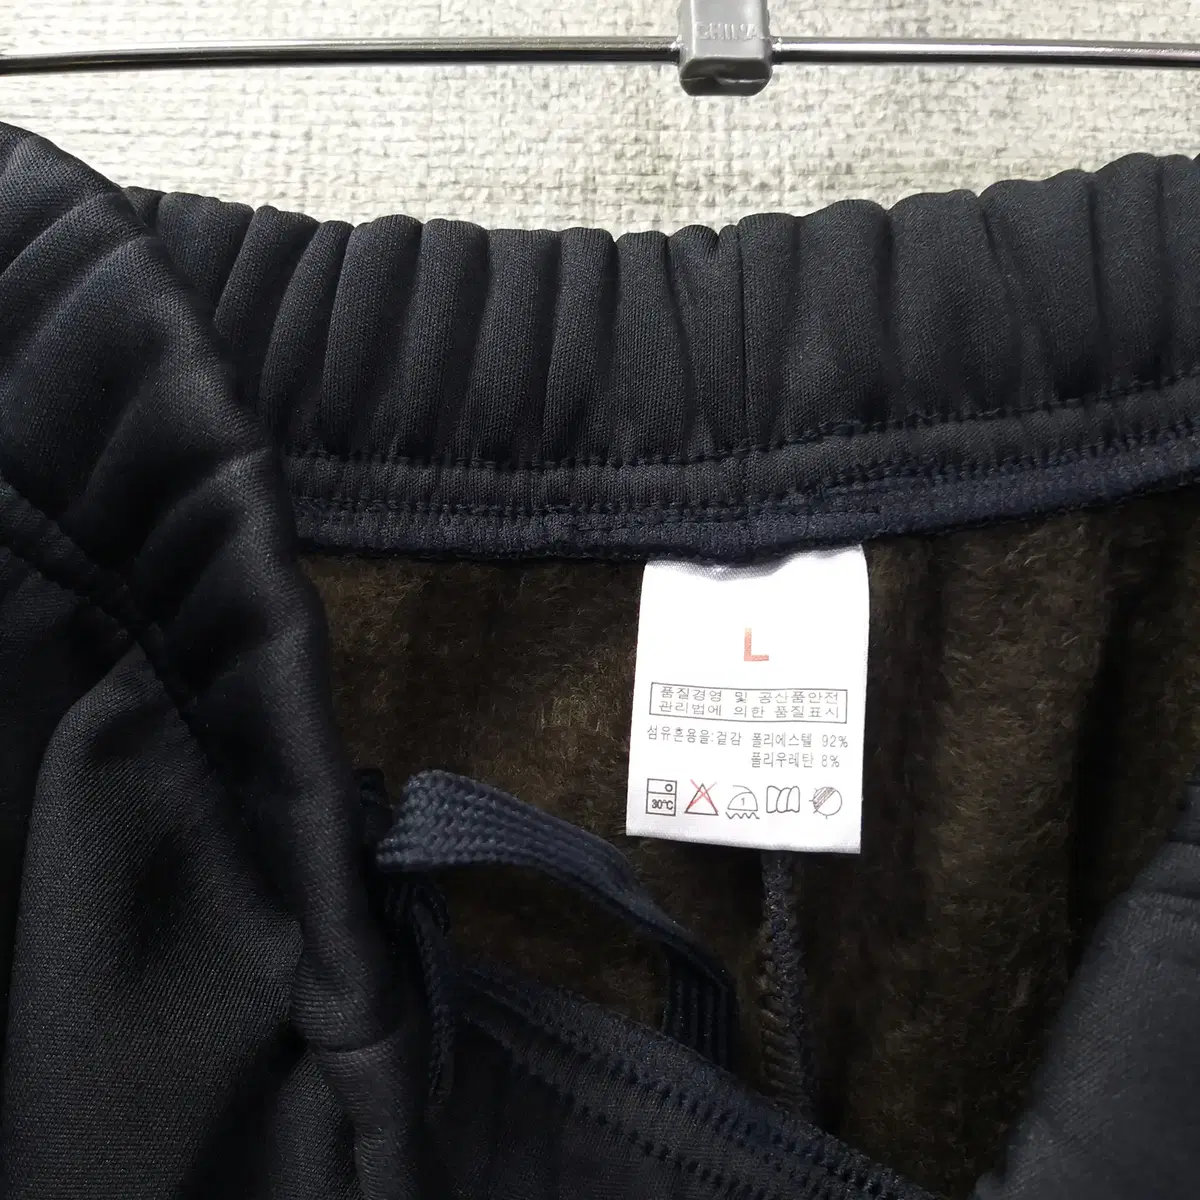 CHINA
L
품질경영 및 공산품안전
관리법에 의한 품질표시
섬유혼용율:겉감 폴리에스텔 92%
폴리우레탄 8%
30℃
1